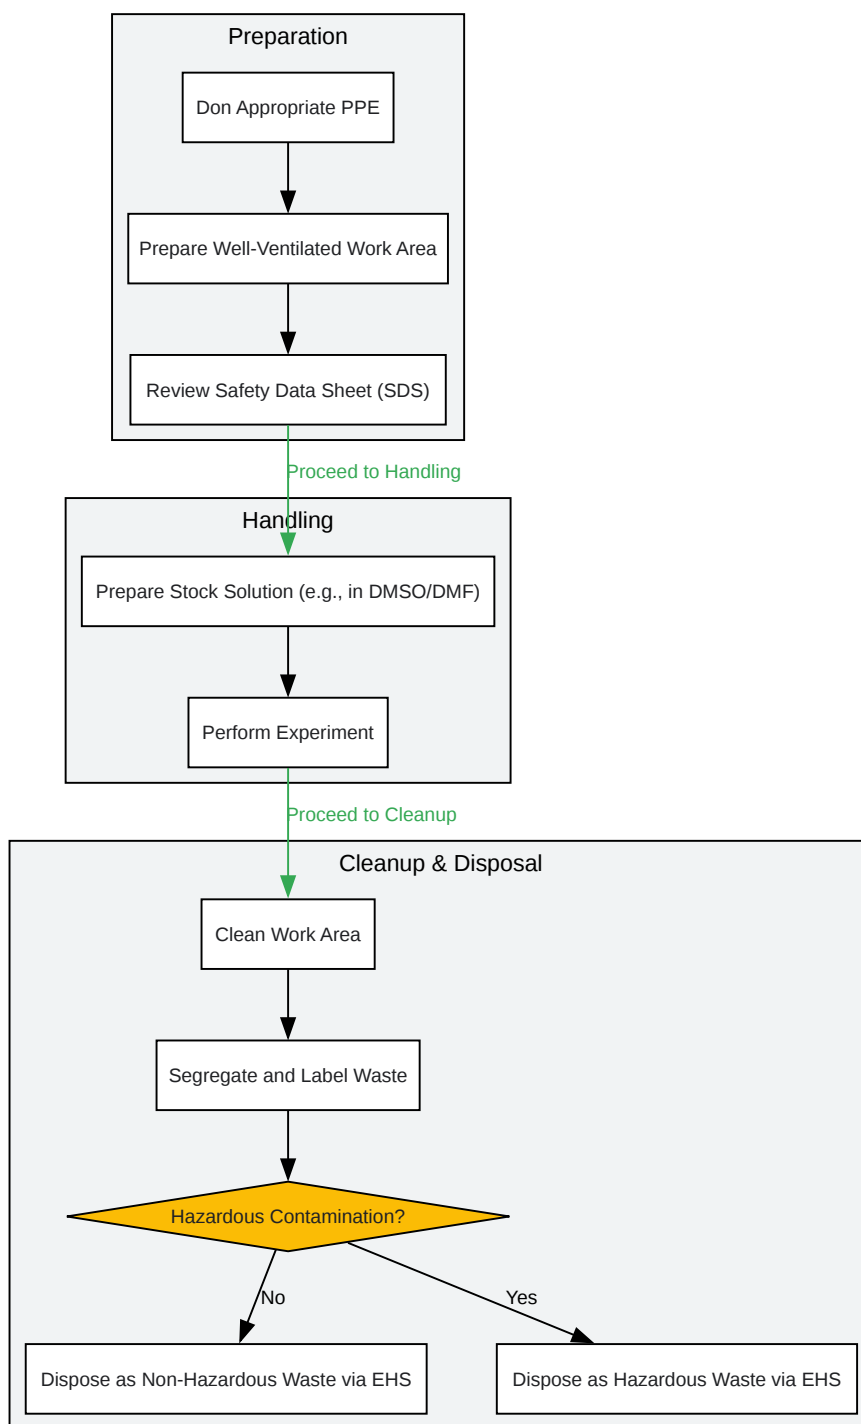 Preparation
Don Appropriate PPE
Prepare Well-Ventilated Work Area
Review Safety Data Sheet (SDS)
Proceed to Handling
Handling
Prepare Stock Solution (e.g., in DMSO/DMF)
Perform Experiment
Proceed to Cleanup
Cleanup & Disposal
Clean Work Area
Segregate and Label Waste
Hazardous Contamination?
No
Yes
Dispose as Non-Hazardous Waste via EHS
Dispose as Hazardous Waste via EHS